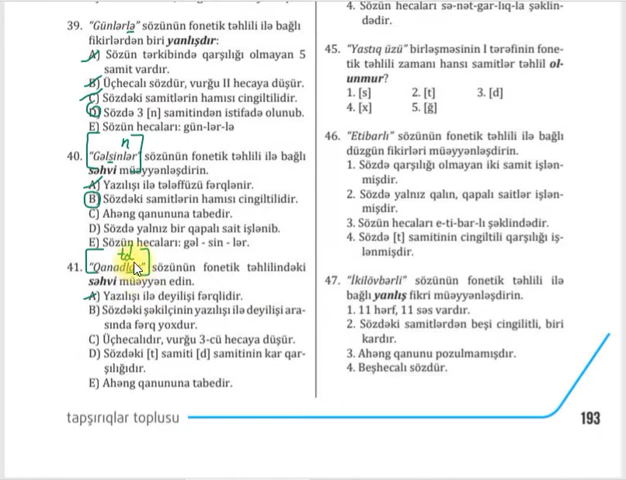 39. "Günlərlə" sözünün fonetik təhlili ilə bağlı
fikirlərdən biri yanlışdır:
A) Sözün tərkibində qarşılığı olmayan 5
samit vardır.
B) Üçhecalı sözdür, vurğu II hecaya düşür.
C) Sözdəki samitlərin hamısı cingiltilidir.
D) Sözdə 3 [n] samitindən istifadə olunub.
E) Sözün hecaları: gün-lər-lə
n
40. "Gəlsinlər" sözünün fonetik təhlili ilə bağlı
səhvi müəyyənləşdirin.
A) Yazılışı ilə tələffüzü fərqlənir.
B) Sözdəki samitlərin hamısı cingiltilidir.
C) Ahəng qanununa tabedir.
D) Sözdə yalnız bir qapalı sait işlənib.
E) Sözün hecaları: gəl - sin - lər.
td
41. "Qanadlı" sözünün fonetik təhlilindəki
səhvi müəyyən edin.
A) Yazılışı ilə deyilişi fərqlidir.
B) Sözdəki şəkilçinin yazılışı ilə deyilişi ara-
sında fərq yoxdur.
C) Üçhecalıdır, vurğu 3-cü hecaya düşür.
D) Sözdəki [t] samiti [d] samitinin kar qar-
şılığıdır.
E) Ahəng qanununa tabedir.
4. Sözün hecaları sə-nət-gar-lıq-la şəklin-
dədir.
45. "Yastıq üzü" birləşməsinin I tərəfinin fone-
tik təhlili zamanı hansı samitlər təhlil ol-
unmur?
1. [s] 2. [t] 3. [d]
4. [x] 5. [ğ]
46. "Etibarlı" sözünün fonetik təhlili ilə bağlı
düzgün fikirləri müəyyənləşdirin.
1. Sözdə qarşılığı olmayan iki samit işlən-
mişdir.
2. Sözdə yalnız qalın, qapalı saitlər işlən-
mişdir.
3. Sözün hecaları e-ti-bar-lı şəklindədir.
4. Sözdə [t] samitinin cingiltili qarşılığı iş-
lənmişdir.
47. "İkilövbərli" sözünün fonetik təhlili ilə
bağlı yanlış fikri müəyyənləşdirin.
1. 11 hərf, 11 səs vardır.
2. Sözdəki samitlərdən beşi cingiltili, biri
kardır.
3. Ahəng qanunu pozulmamışdır.
4. Beşhecalı sözdür.
tapşırıqlar toplusu
193